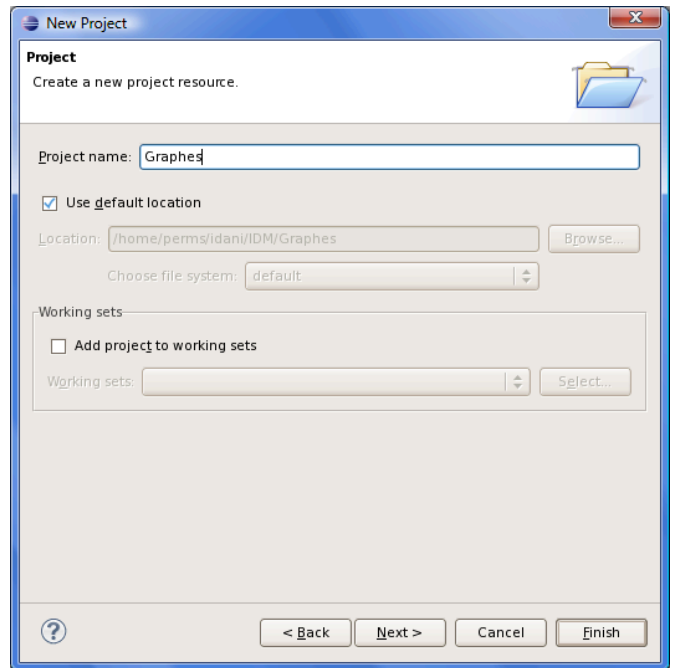 New Project
Project
Create a new project resource.
Project name: Graphes
Use default location
Location: /home/perms/idani/IDM/Graphes Browse...
Choose file system: default
Working sets
Add project to working sets
Working sets: Select...
? < Back Next > Cancel Finish